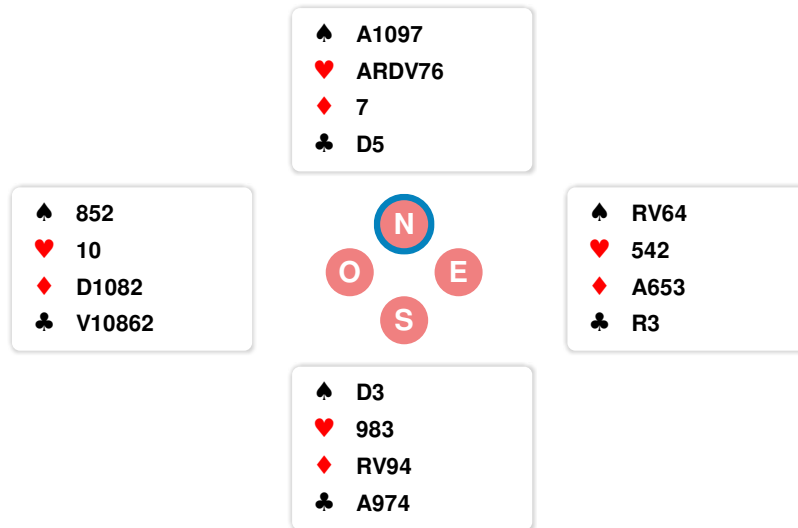 ♠ A1097
♥ ARDV76
♦ 7
♣ D5
♠ 852
♥ 10
♦ D1082
♣ V10862
N
O E
S
♠ RV64
♥ 542
♦ A653
♣ R3
♠ D3
♥ 983
♦ RV94
♣ A974